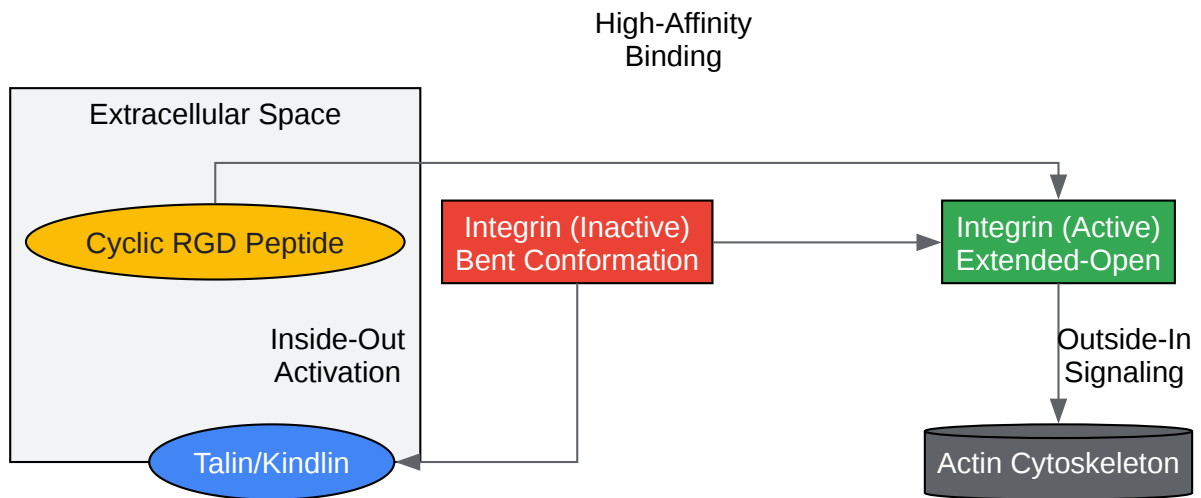 High-Affinity
Binding
Extracellular Space
Cyclic RGD Peptide
Integrin (Inactive)
Bent Conformation
Integrin (Active)
Extended-Open
Inside-Out
Activation
Outside-In
Signaling
Talin/Kindlin
Actin Cytoskeleton